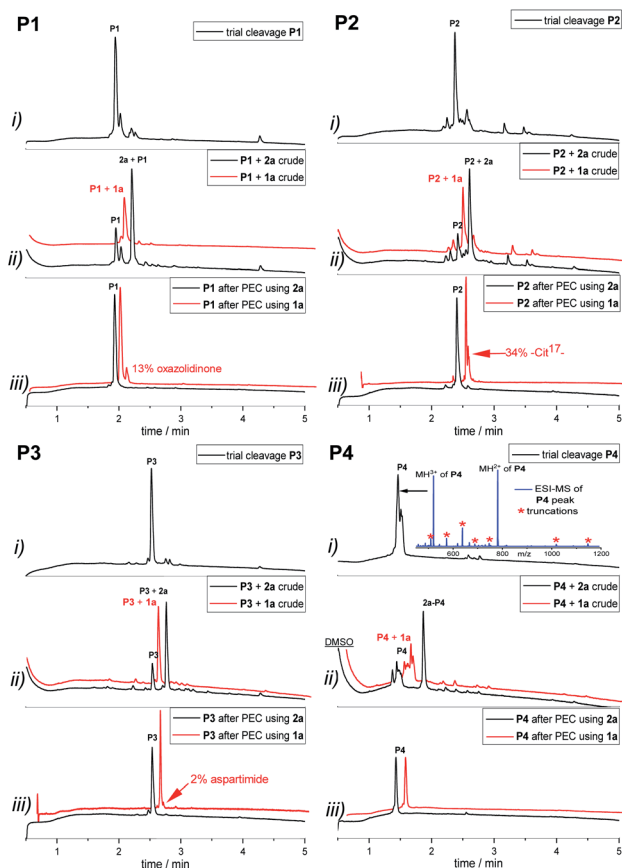 P1
P1
trial cleavage P1
i)
P1 + 2a crude
P1 + 1a crude
2a + P1
P1 + 1a
P1
ii)
P1 after PEC using 2a
P1 after PEC using 1a
P1
13% oxazolidinone
iii)
1 2 3 4 5
time / min
P2
P2
trial cleavage P2
i)
P2 + 2a crude
P2 + 1a crude
P2 + 2a
P2 + 1a
P2
ii)
P2 after PEC using 2a
P2 after PEC using 1a
P2
34% -Cit17-
iii)
1 2 3 4 5
time / min
P3
P3
trial cleavage P3
i)
P3 + 2a crude
P3 + 1a crude
P3 + 2a
P3 + 1a
P3
ii)
P3 after PEC using 2a
P3 after PEC using 1a
P3
2% aspartimide
iii)
1 2 3 4 5
time / min
P4
trial cleavage P4
P4
MH3+ of P4
MH2+ of P4
ESI-MS of
P4 peak
* truncations
600 800 1000 1200
m/z
i)
P4 + 2a crude
P4 + 1a crude
2a-P4
DMSO
P4 + 1a
P4
ii)
P4 after PEC using 2a
P4 after PEC using 1a
P4
iii)
1 2 3 4 5
time / min